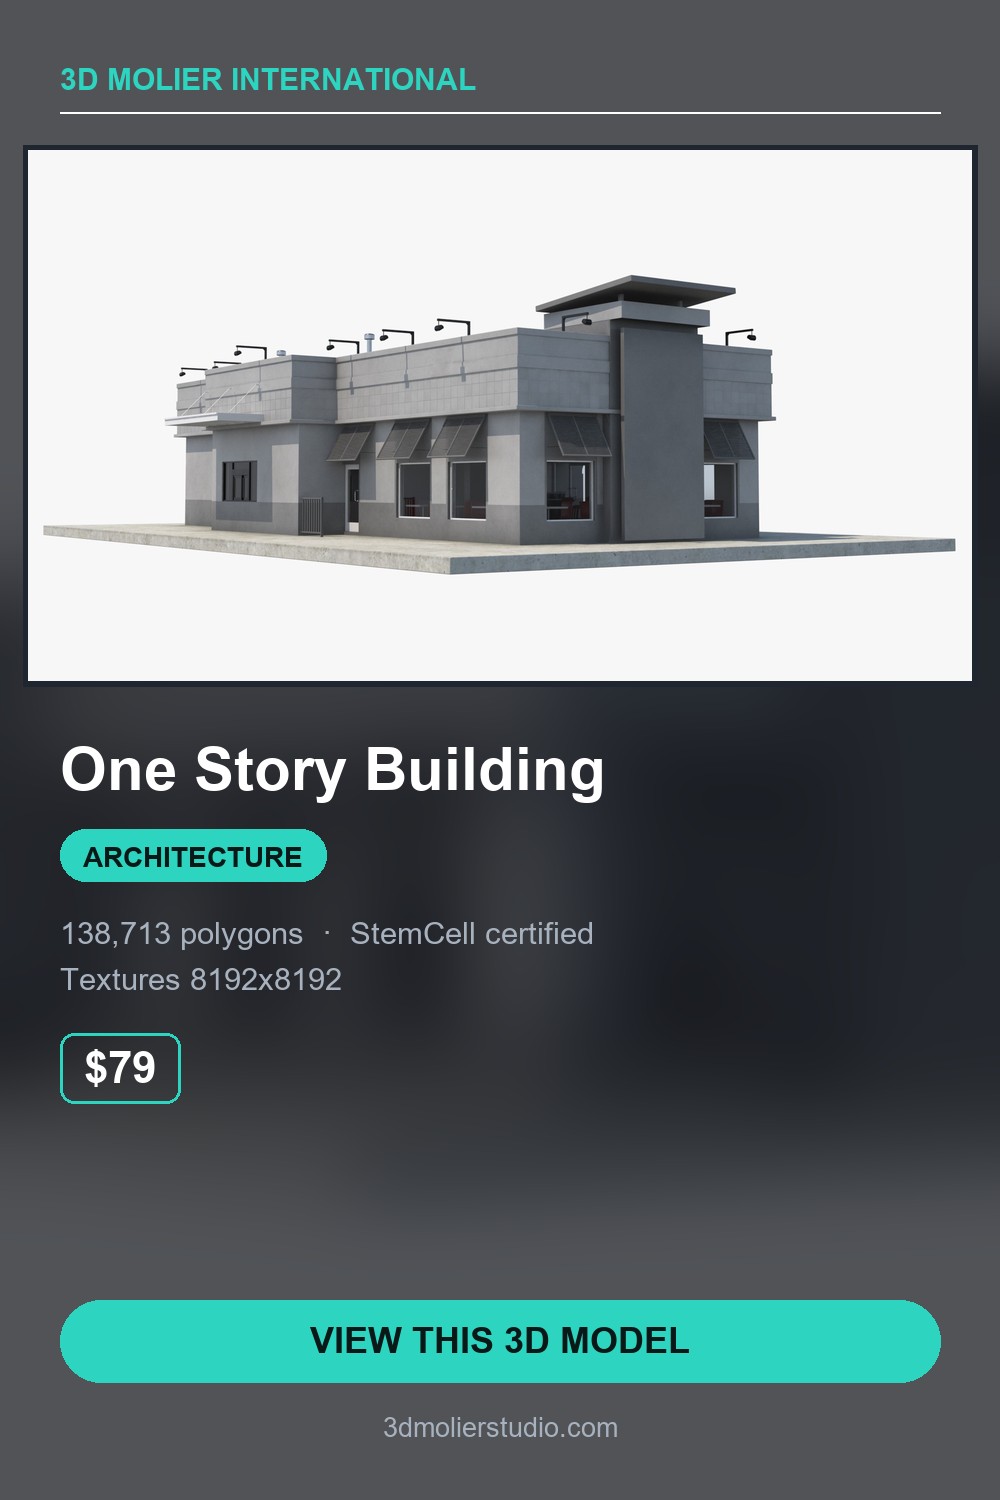 3D MOLIER INTERNATIONAL
One Story Building
ARCHITECTURE
138,713 polygons · StemCell certified
Textures 8192x8192
$79
VIEW THIS 3D MODEL
3dmolierstudio.com